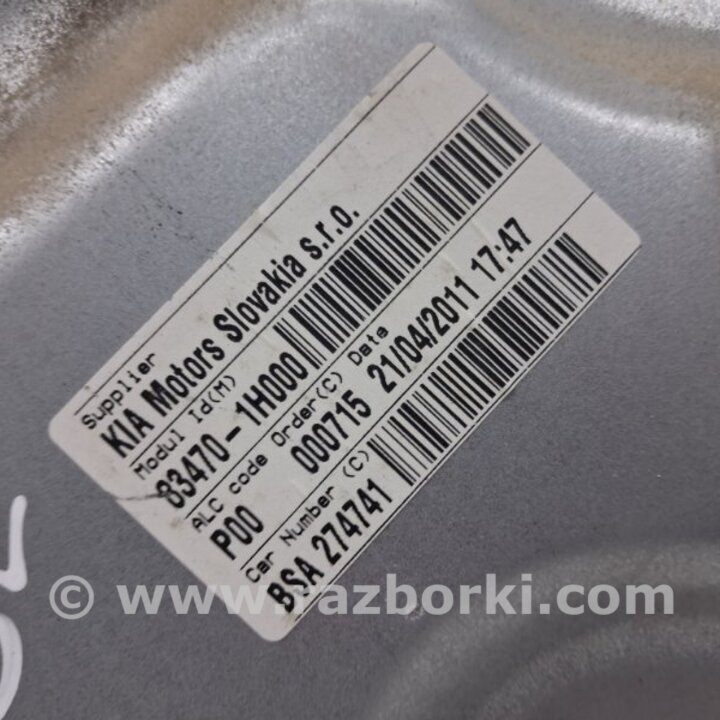 Supplier
KIA Motors Slovakia s.r.o.
Modul Id(M)
83470-1H000
ALC code Order(C) Date
P00 000715 21/04/2011 17:47
Car Number (C)
BSA 274741
© www.razborki.com